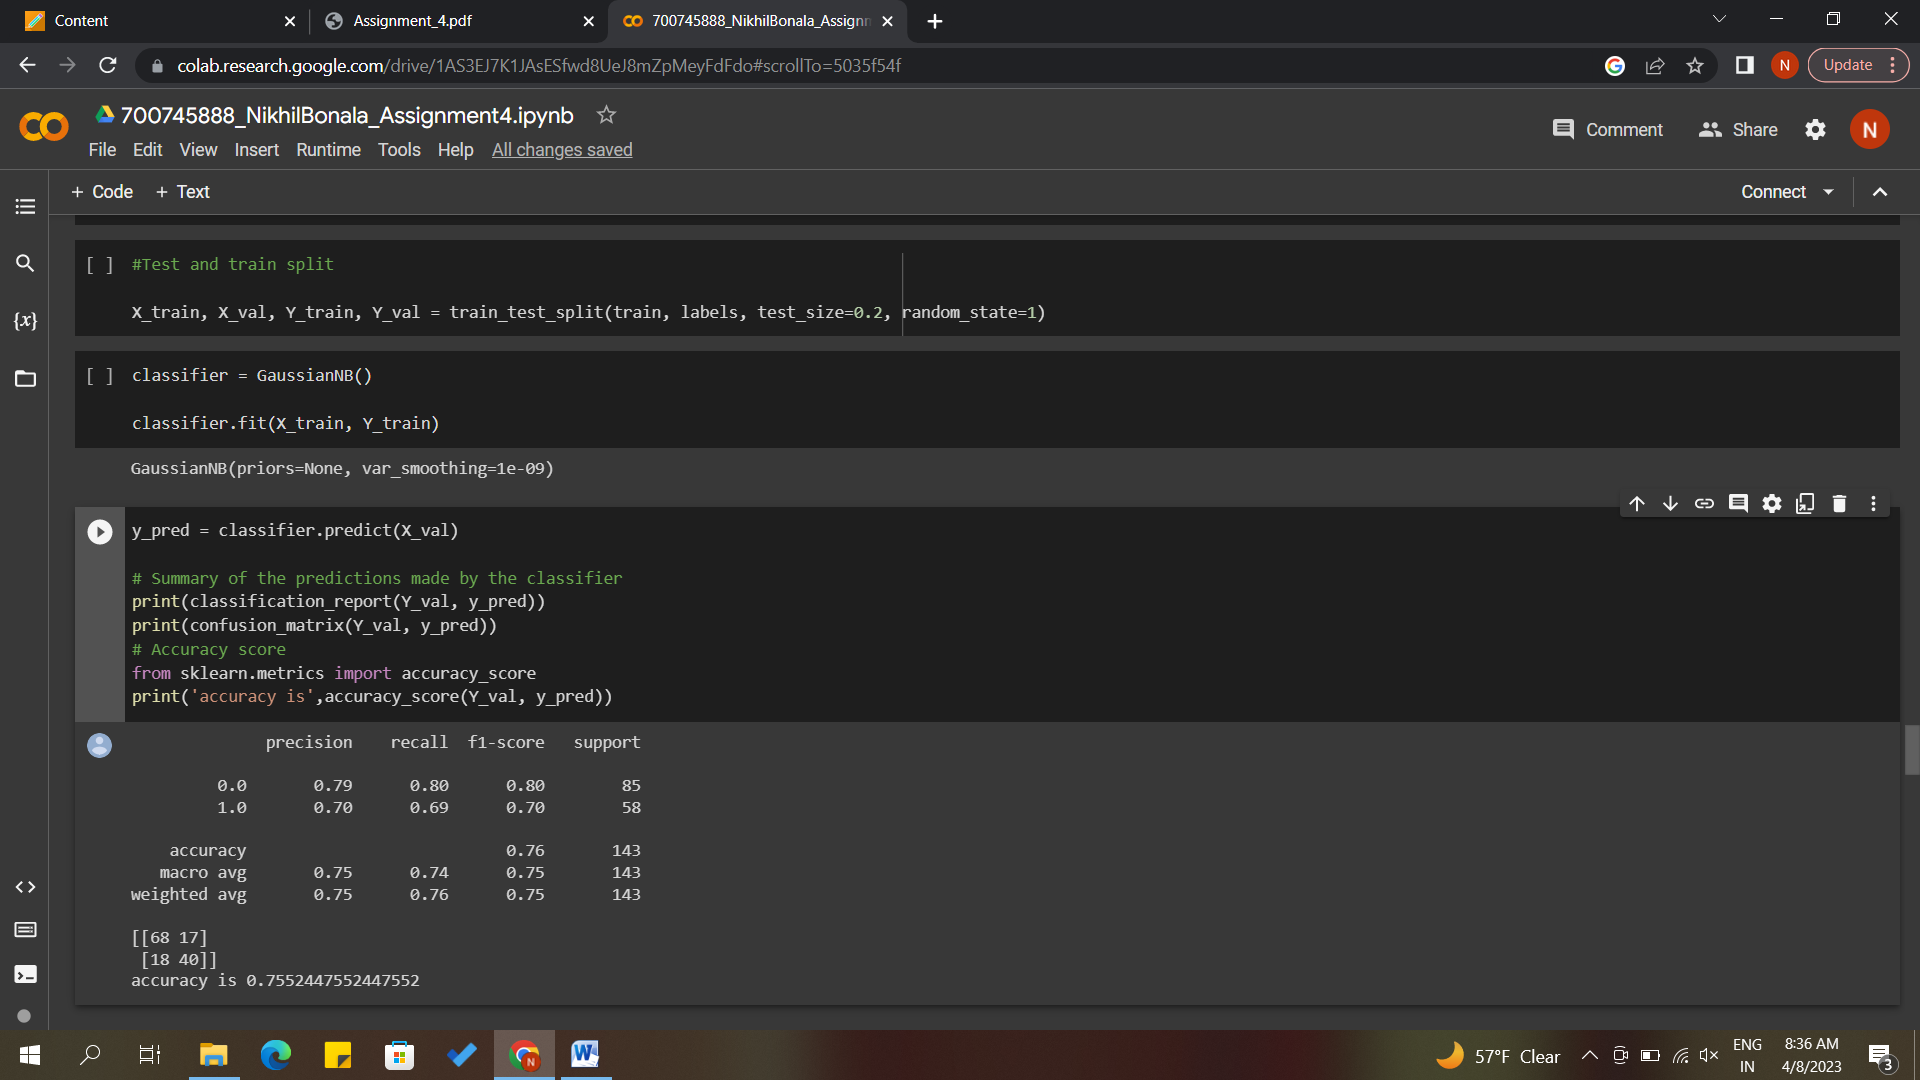 Content
Assignment_4.pdf
700745888_NikhilBonala_Assignm
colab.research.google.com/drive/1AS3EJ7K1JAsESfwd8UeJ8mZpMeyFdFdo#scrollTo=5035f54f
N
Update
700745888_NikhilBonala_Assignment4.ipynb
Comment
Share
N
File Edit View Insert Runtime Tools Help All changes saved
+ Code + Text
Connect
[ ] #Test and train split
X_train, X_val, Y_train, Y_val = train_test_split(train, labels, test_size=0.2, random_state=1)
{x}
[ ] classifier = GaussianNB()
classifier.fit(X_train, Y_train)
GaussianNB(priors=None, var_smoothing=1e-09)
y_pred = classifier.predict(X_val)
# Summary of the predictions made by the classifier
print(classification_report(Y_val, y_pred))
print(confusion_matrix(Y_val, y_pred))
# Accuracy score
from sklearn.metrics import accuracy_score
print('accuracy is',accuracy_score(Y_val, y_pred))
precision recall f1-score support
0.0 0.79 0.80 0.80 85
1.0 0.70 0.69 0.70 58
accuracy 0.76 143
macro avg 0.75 0.74 0.75 143
weighted avg 0.75 0.76 0.75 143
[[68 17]
[18 40]]
accuracy is 0.7552447552447552
57°F Clear
ENG
IN
8:36 AM
4/8/2023
3